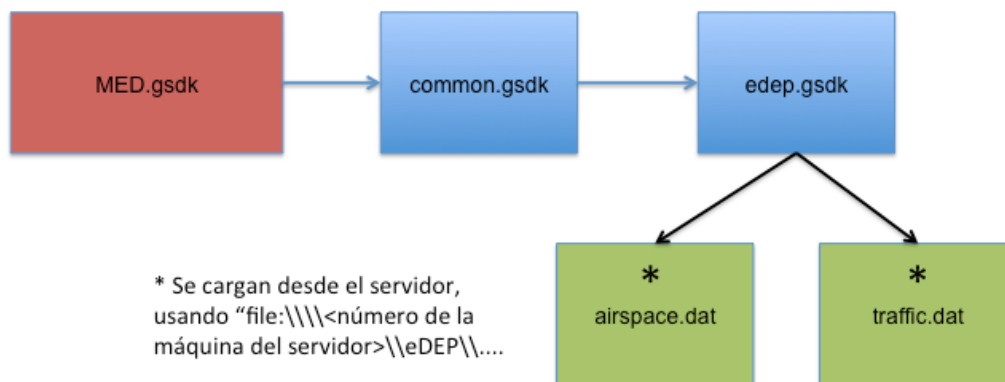 MED.gsdk
common.gsdk
edep.gsdk
*
*
airspace.dat
traffic.dat
* Se cargan desde el servidor,
usando “file:\\\\<número de la
máquina del servidor>\\eDEP\\....